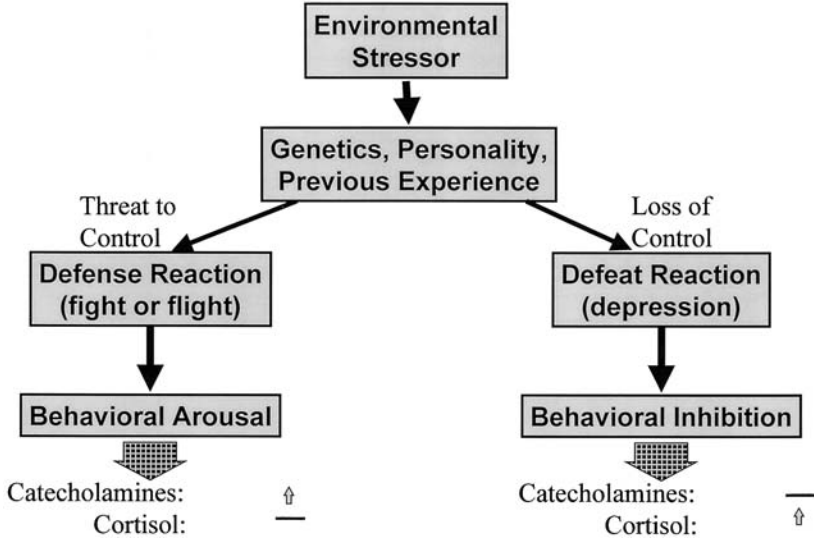 Environmental
Stressor
Genetics, Personality,
Previous Experience
Threat to
Control
Loss of
Control
Defense Reaction
(fight or flight)
Defeat Reaction
(depression)
Behavioral Arousal
Behavioral Inhibition
Catecholamines: ⇧
Cortisol: —
Catecholamines: —
Cortisol: ⇧